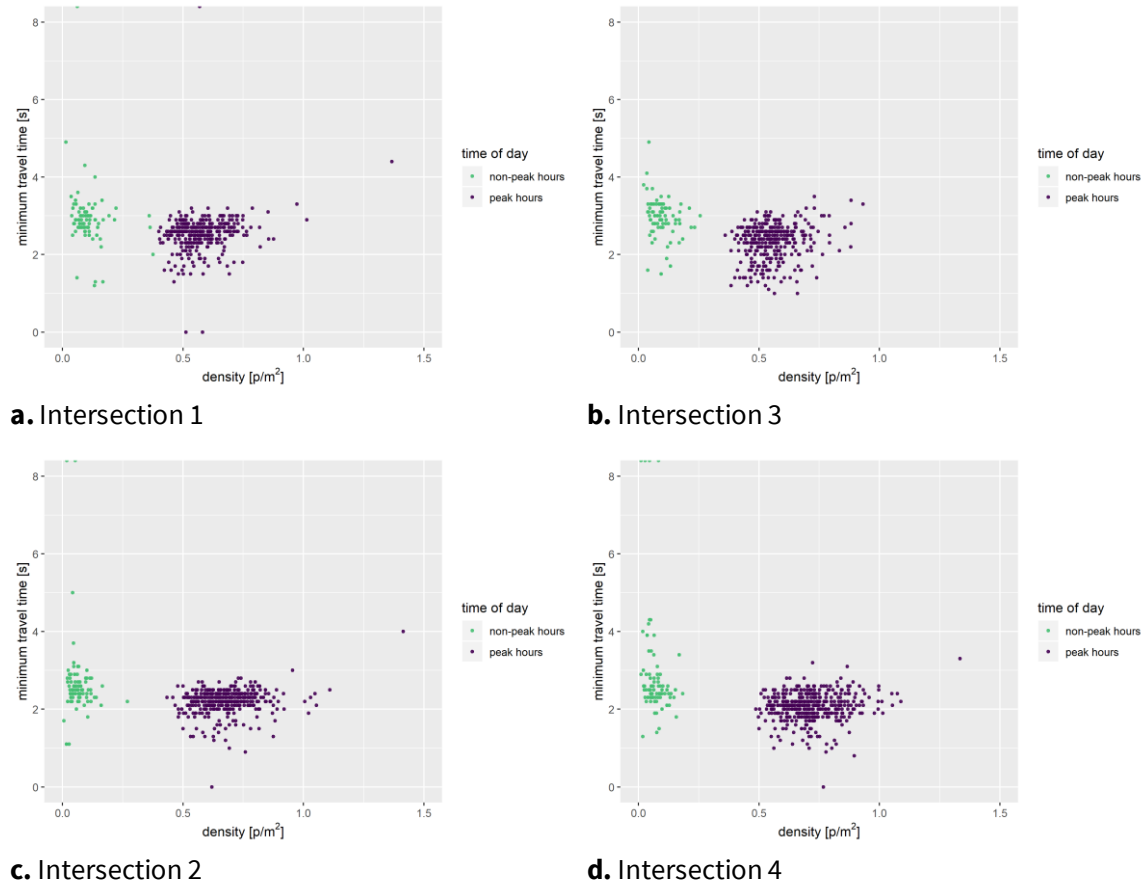 8
6
4
2
0
minimum travel time [s]
0.0 0.5 1.0 1.5
density [p/m²]
time of day
non-peak hours
peak hours
a. Intersection 1
8
6
4
2
0
minimum travel time [s]
0.0 0.5 1.0 1.5
density [p/m²]
time of day
non-peak hours
peak hours
b. Intersection 3
8
6
4
2
0
minimum travel time [s]
0.0 0.5 1.0 1.5
density [p/m²]
time of day
non-peak hours
peak hours
c. Intersection 2
8
6
4
2
0
minimum travel time [s]
0.0 0.5 1.0 1.5
density [p/m²]
time of day
non-peak hours
peak hours
d. Intersection 4